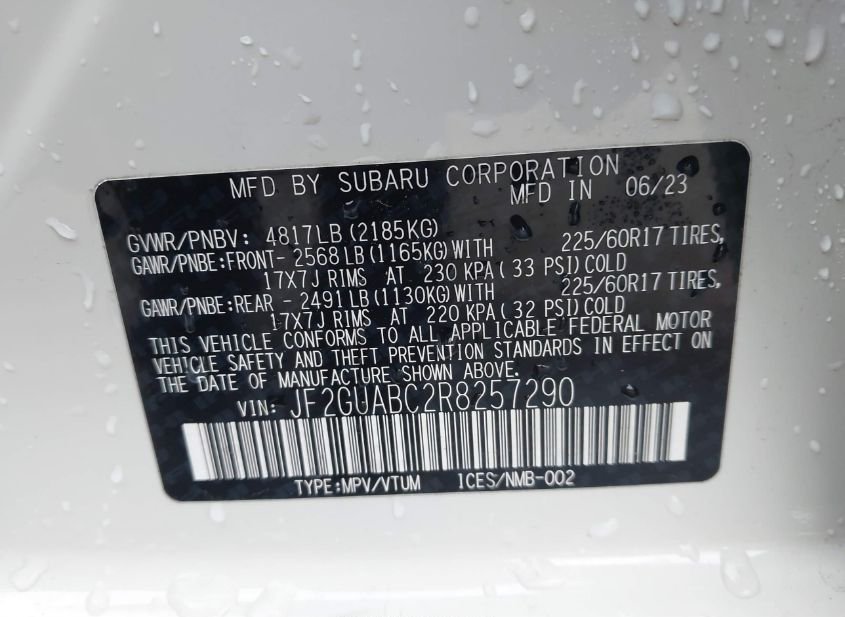 MFD BY SUBARU CORPORATION
MFD IN 06/23
GVWR/PNBV: 4817LB (2185KG)
GAWR/PNBE:FRONT- 2568 LB (1165KG) WITH 225/60R17 TIRES,
17X7J RIMS AT 230 KPA ( 33 PSI) COLD
GAWR/PNBE:REAR - 2491 LB (1130KG) WITH 225/60R17 TIRES,
17X7J RIMS AT 220 KPA ( 32 PSI) COLD
THIS VEHICLE CONFORMS TO ALL APPLICABLE FEDERAL MOTOR
VEHICLE SAFETY AND THEFT PREVENTION STANDARDS IN EFFECT ON
THE DATE OF MANUFACTURE SHOWN ABOVE.
VIN: JF2GUABC2R8257290
TYPE:MPV/VTUM ICES/NMB-002